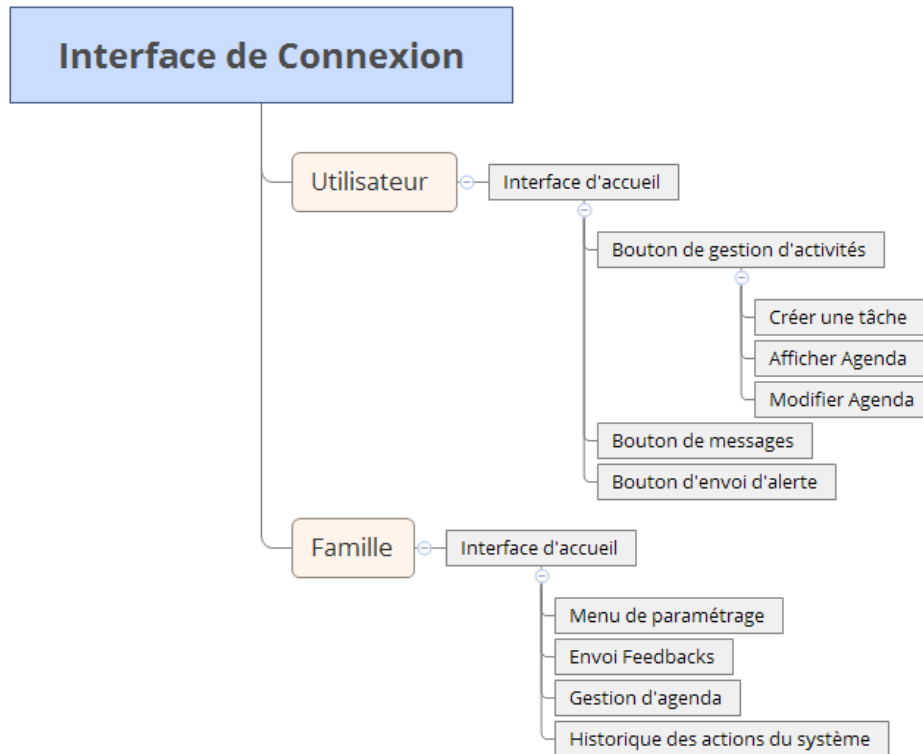 Interface de Connexion
Utilisateur
Interface d'accueil
Bouton de gestion d'activités
Créer une tâche
Afficher Agenda
Modifier Agenda
Bouton de messages
Bouton d'envoi d'alerte
Famille
Interface d'accueil
Menu de paramétrage
Envoi Feedbacks
Gestion d'agenda
Historique des actions du système